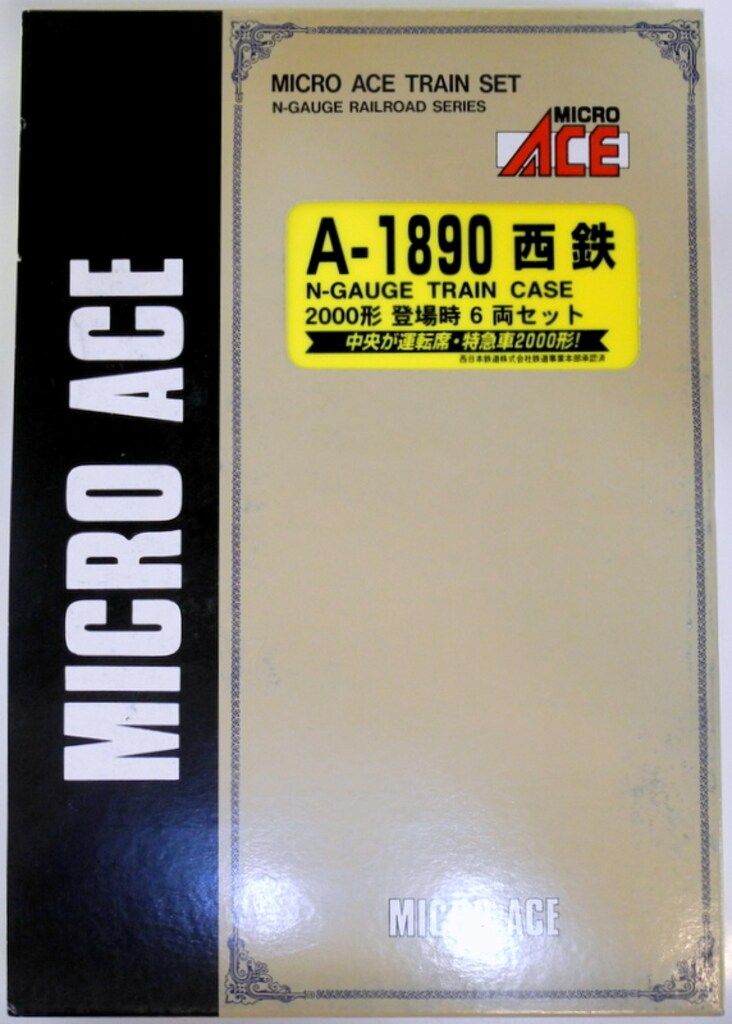 MICRO ACE
MICRO ACE TRAIN SET
N-GAUGE RAILROAD SERIES
MICRO
ACE
A-1890 西鉄
N-GAUGE TRAIN CASE
2000形 登場時 6 両セット
中央が運転席・特急車2000形!
西日本鉄道株式会社鉄道事業本部承認済
MICRO ACE